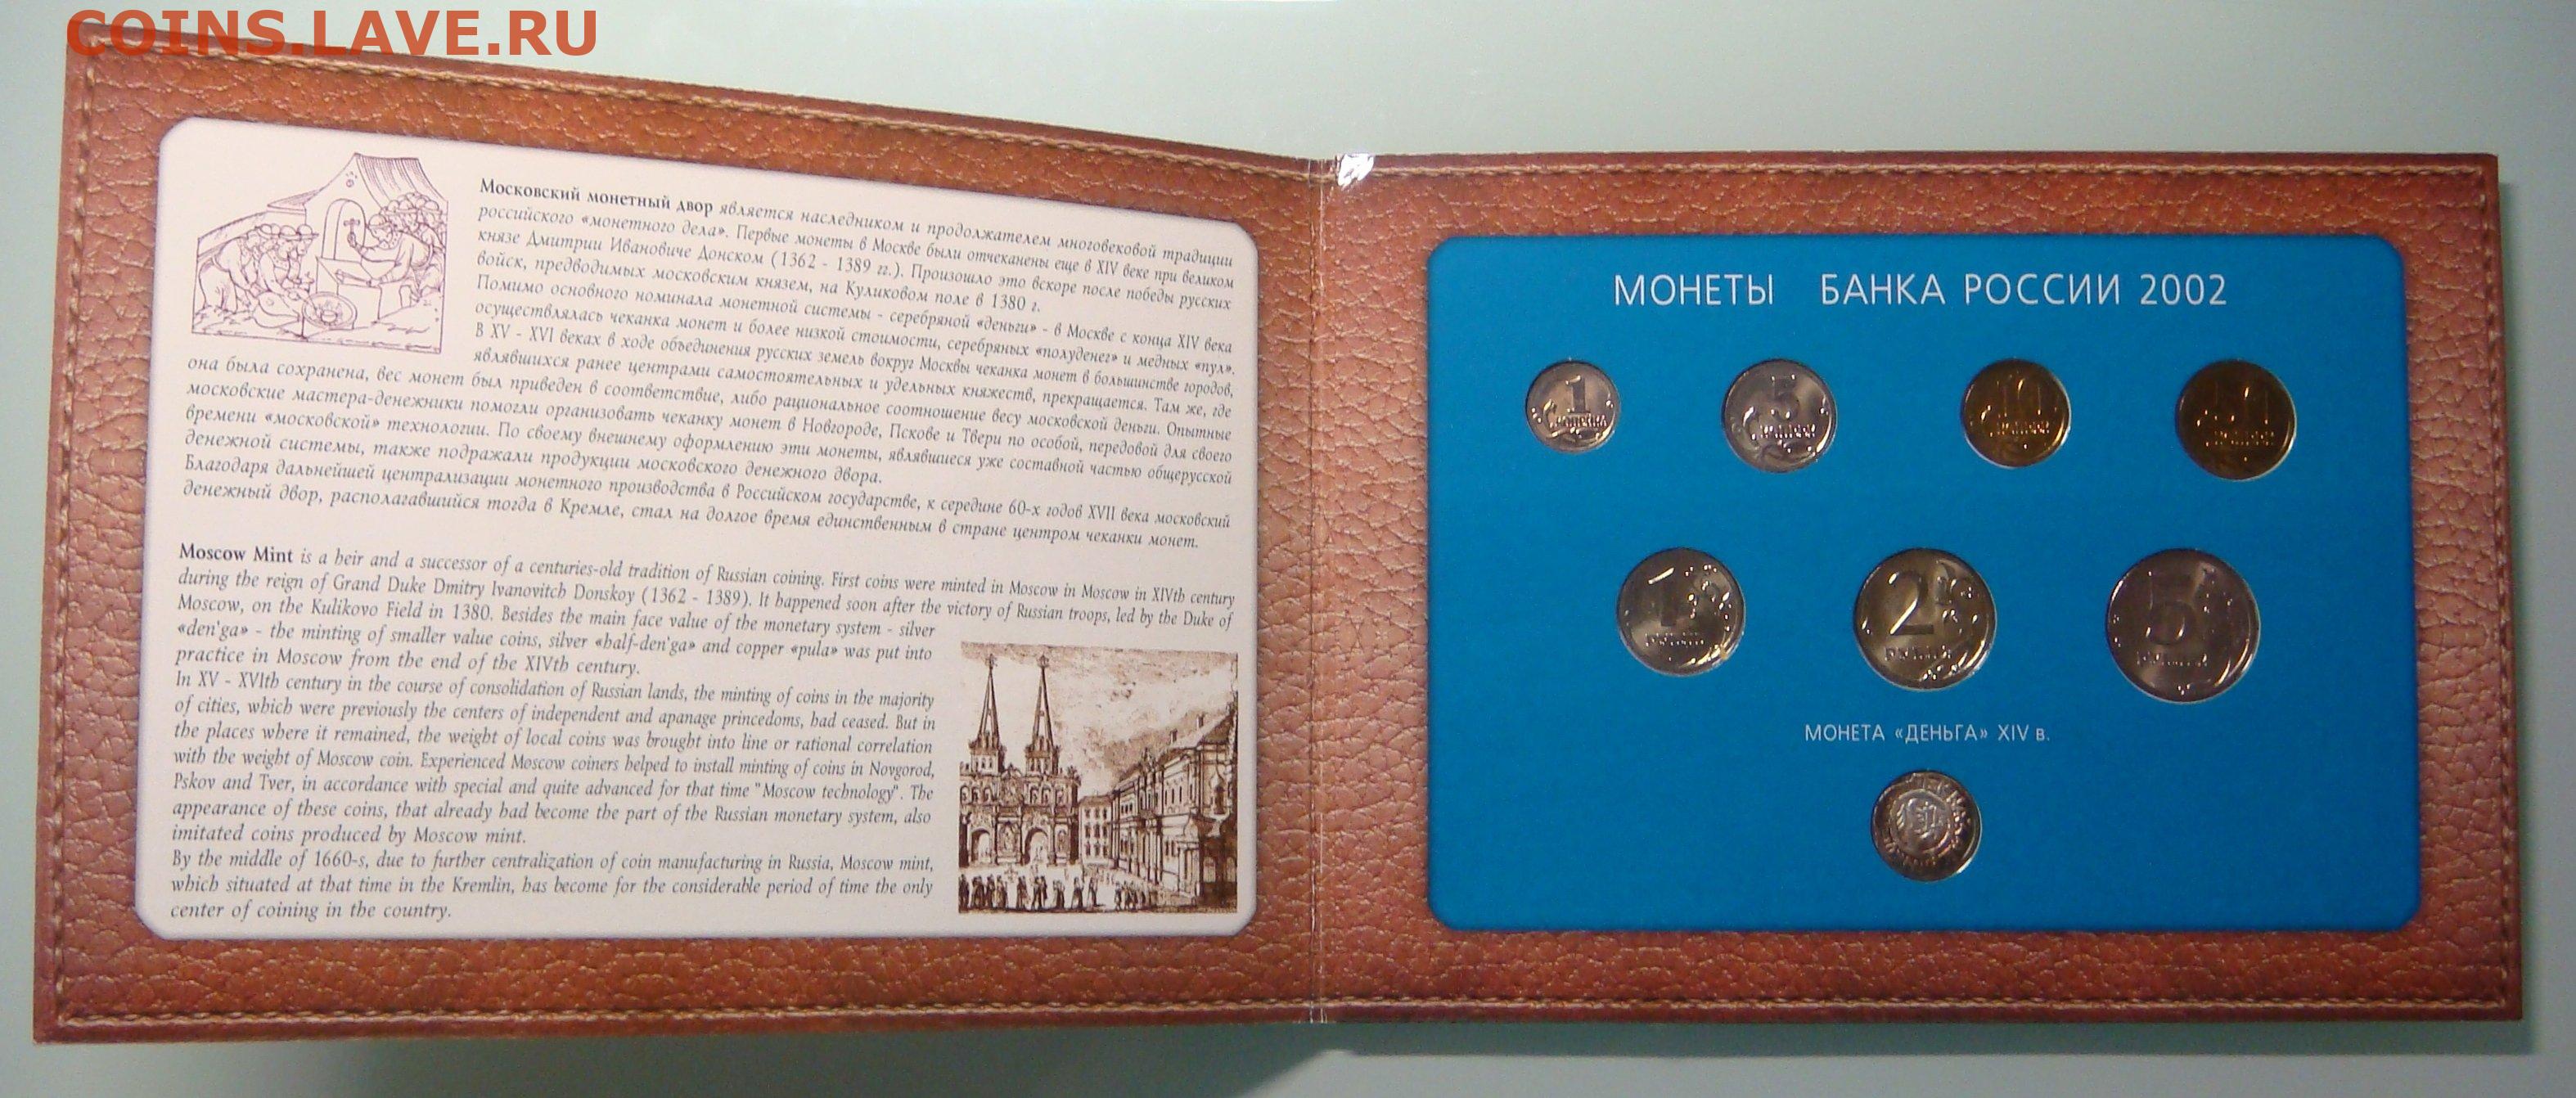 COINS.LAVE.RU
Московский монетный двор является наследником и продолжателем многовековой традиции
российского «монетного дела». Первые монеты в Москве были отчеканены еще в XIV веке при великом
князе Дмитрии Ивановиче Донском (1362 - 1389 гг.). Произошло это вскоре после победы русских
войск, предводимых московским князем, на Куликовом поле в 1380 г.
Помимо основного номинала монетной системы - серебряной «деньги» - в Москве с конца XIV века
осуществлялась чеканка монет и более низкой стоимости, серебряных «полуденег» и медных «пул».
В XV - XVI веках в ходе объединения русских земель вокруг Москвы чеканка монет в большинстве городов,
являвшихся ранее центрами самостоятельных и удельных княжеств, прекращается. Там же, где
она была сохранена, вес монет был приведен в соответствие, либо рациональное соотношение весу московской деньги. Опытные
московские мастера-денежники помогли организовать чеканку монет в Новгороде, Пскове и Твери по особой, передовой для своего
времени «московской» технологии. По своему внешнему оформлению эти монеты, являвшиеся уже составной частью общерусской
денежной системы, также подражали продукции московского денежного двора.
Благодаря дальнейшей централизации монетного производства в Российском государстве, к середине 60-х годов XVII века московский
денежный двор, располагавшийся тогда в Кремле, стал на долгое время единственным в стране центром чеканки монет.
Moscow Mint is a heir and a successor of a centuries-old tradition of Russian coining. First coins were minted in Moscow in Moscow in XIVth century
during the reign of Grand Duke Dmitry Ivanovitch Donskoy (1362 - 1389). It happened soon after the victory of Russian troops, led by the Duke of
Moscow, on the Kulikovo Field in 1380. Besides the main face value of the monetary system - silver
«den'ga» - the minting of smaller value coins, silver «half-den'ga» and copper «pula» was put into
practice in Moscow from the end of the XIVth century.
In XV - XVIth century in the course of consolidation of Russian lands, the minting of coins in the majority
of cities, which were previously the centers of independent and apanage princedoms, had ceased. But in
the places where it remained, the weight of local coins was brought into line or rational correlation
with the weight of Moscow coin. Experienced Moscow coiners helped to install minting of coins in Novgorod,
Pskov and Tver, in accordance with special and quite advanced for that time "Moscow technology". The
appearance of these coins, that already had become the part of the Russian monetary system, also
imitated coins produced by Moscow mint.
By the middle of 1660-s, due to further centralization of coin manufacturing in Russia, Moscow mint,
which situated at that time in the Kremlin, has become for the considerable period of time the only
center of coining in the country.
МОНЕТЫ БАНКА РОССИИ 2002
1
КОПЕЙКА
5
КОПЕЕК
10
КОПЕЕК
50
КОПЕЕК
1
РУБЛЬ
2
РУБЛЯ
5
РУБЛЕЙ
МОНЕТА «ДЕНЬГА» XIV в.